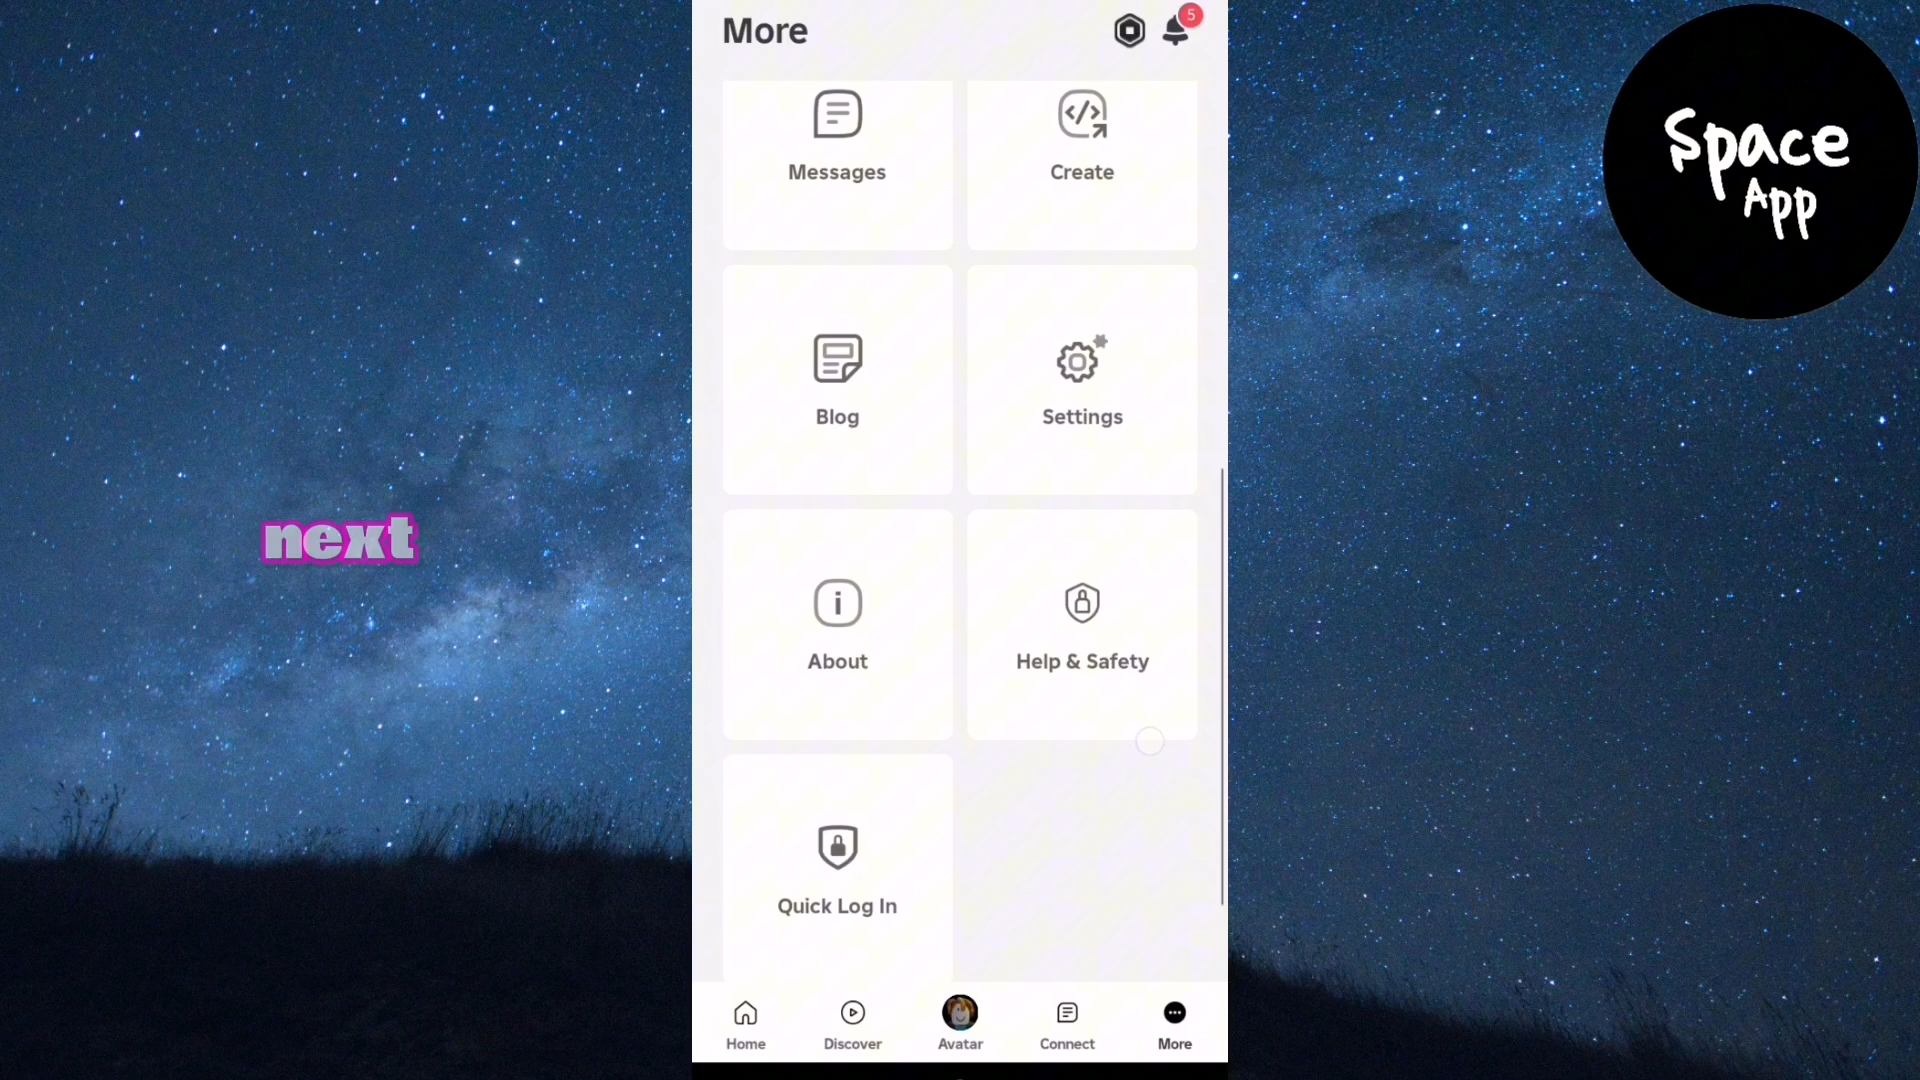 More
5
Messages
Create
Blog
Settings
About
Help & Safety
Quick Log In
Home
Discover
Avatar
Connect
More
next
Space
App